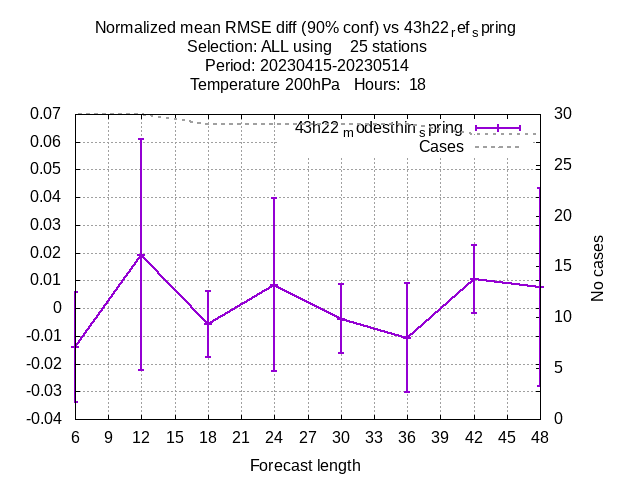 Normalized mean RMSE diff (90% conf) vs 43h22refspring
Selection: ALL using 25 stations
Period: 20230415-20230514
Temperature 200hPa Hours: 18
43h22modesthinspring
Cases
0.07
0.06
0.05
0.04
0.03
0.02
0.01
0
-0.01
-0.02
-0.03
-0.04
30
25
20
15
10
5
0
No cases
6 9 12 15 18 21 24 27 30 33 36 39 42 45 48
Forecast length